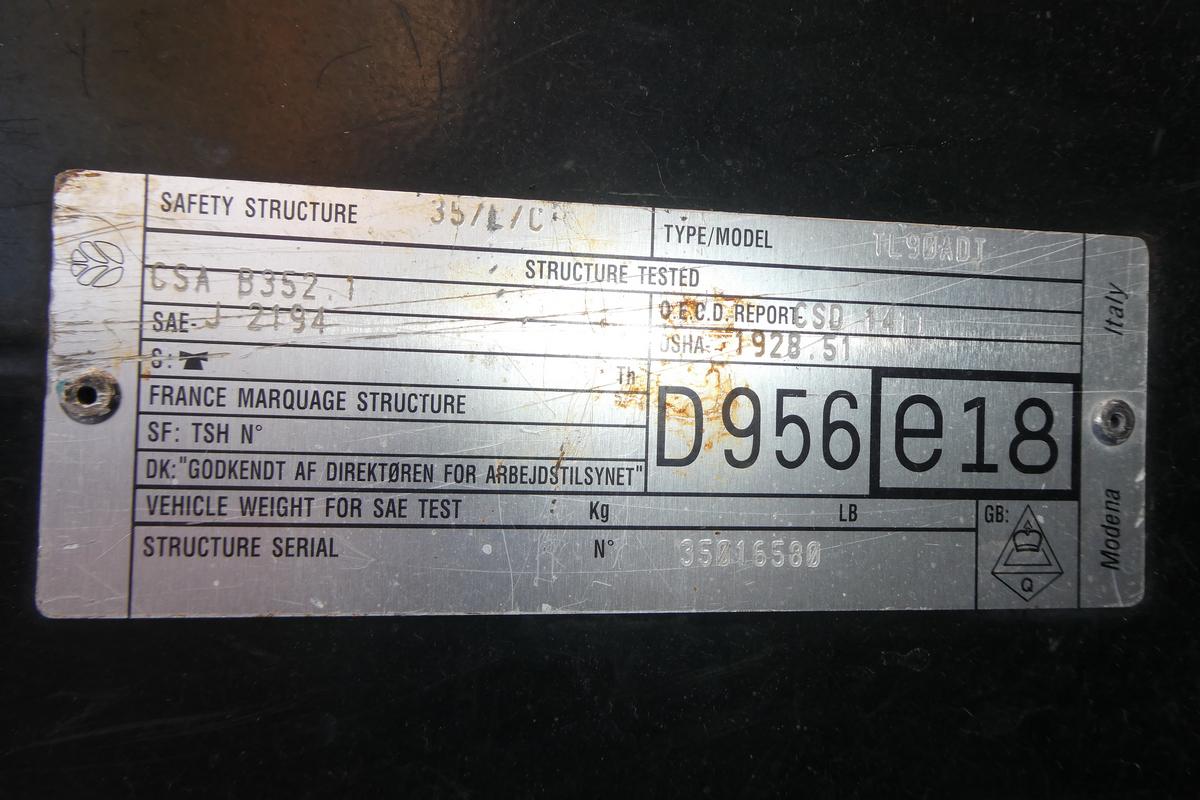 SAFETY STRUCTURE 35/L/C
TYPE/MODEL TL90ADI
STRUCTURE TESTED
CSA B352.1
O.E.C.D. REPORT- CSD 1411
SAE- J 2194
OSHA- 1928.51
S:
Th
FRANCE MARQUAGE STRUCTURE
SF: TSH N°
DK:"GODKENDT AF DIREKTØREN FOR ARBEJDSTILSYNET"
D956 e18
VEHICLE WEIGHT FOR SAE TEST Kg LB
GB:
Q
STRUCTURE SERIAL N° 35016580
Modena Italy